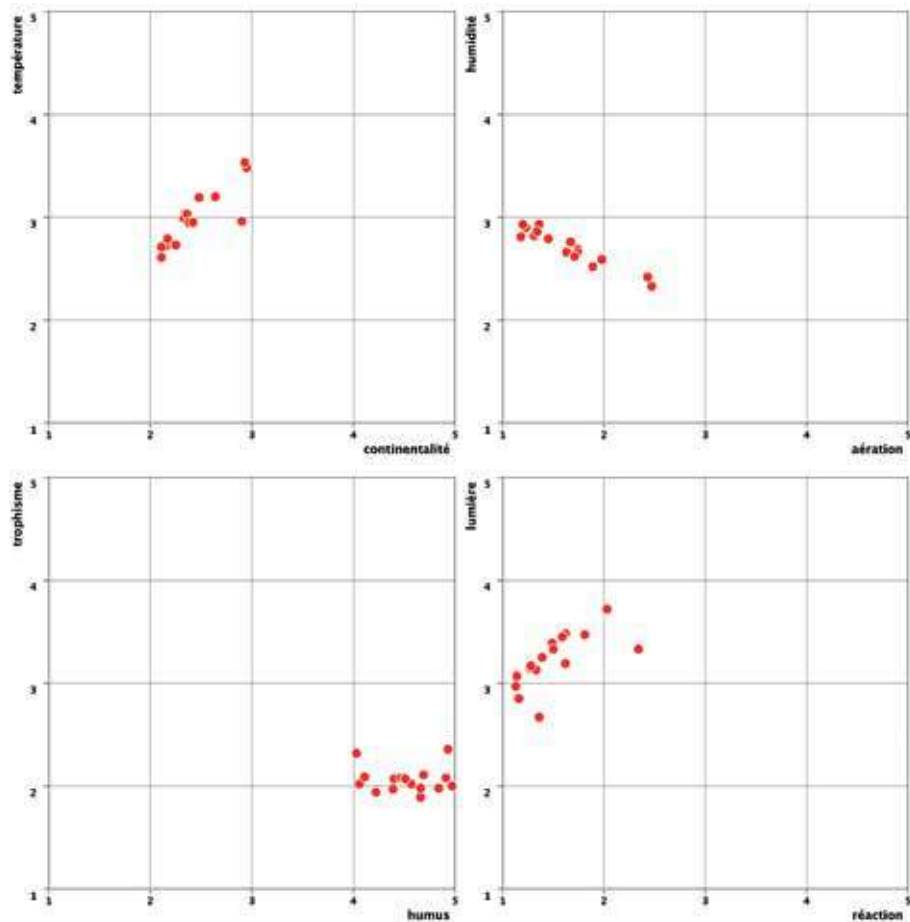 5 5
température humidité
4 4
3 3
2 2
1 1
1 2 3 4 5 1 2 3 4 5
continentalité aération
5 5
trophisme lumière
4 4
3 3
2 2
1 1
1 2 3 4 5 1 2 3 4 5
humus réaction